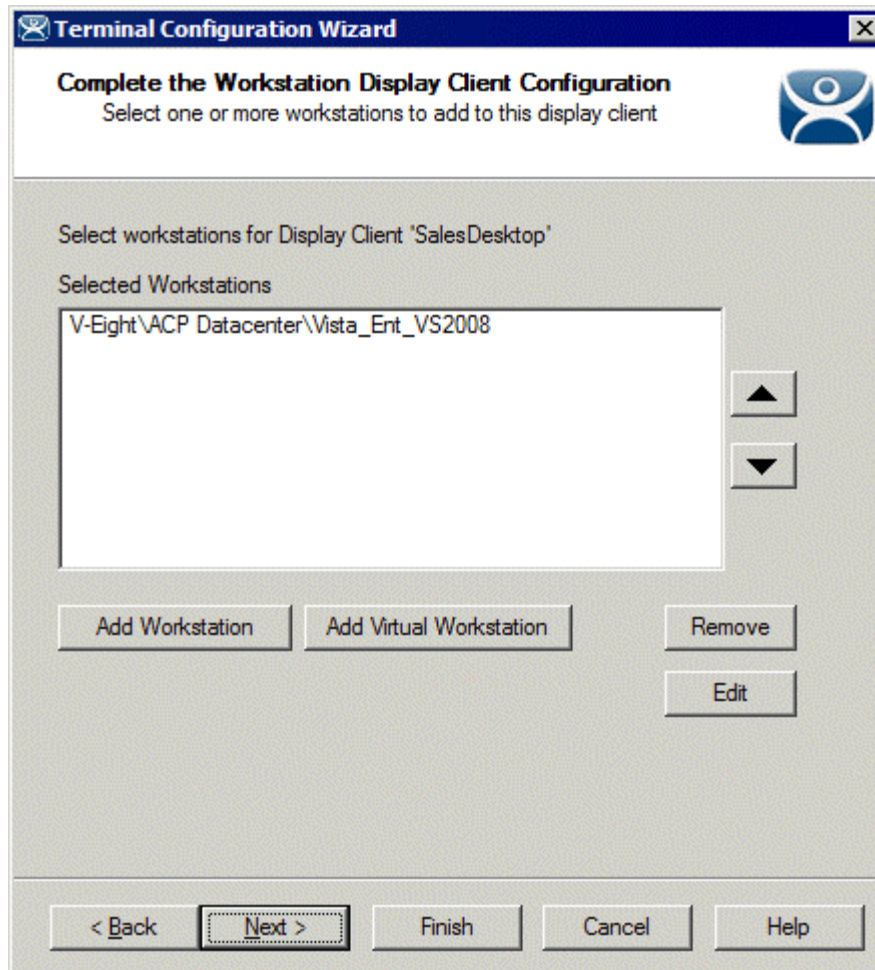 Terminal Configuration Wizard
Complete the Workstation Display Client Configuration
Select one or more workstations to add to this display client
Select workstations for Display Client 'SalesDesktop'
Selected Workstations
V-Eight\ACP Datacenter\Vista_Ent_VS2008
Add Workstation Add Virtual Workstation Remove
Edit
< Back Next > Finish Cancel Help